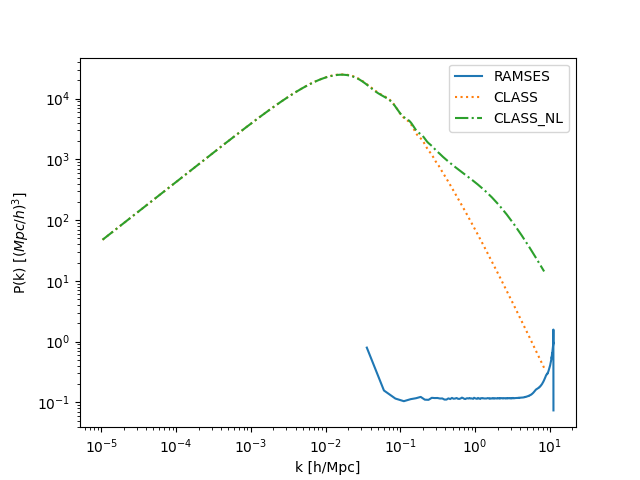 RAMSES
CLASS
CLASS_NL
P(k) [(Mpc/h)³]
10⁴
10³
10²
10¹
10⁰
10⁻¹
10⁻⁵ 10⁻⁴ 10⁻³ 10⁻² 10⁻¹ 10⁰ 10¹
k [h/Mpc]